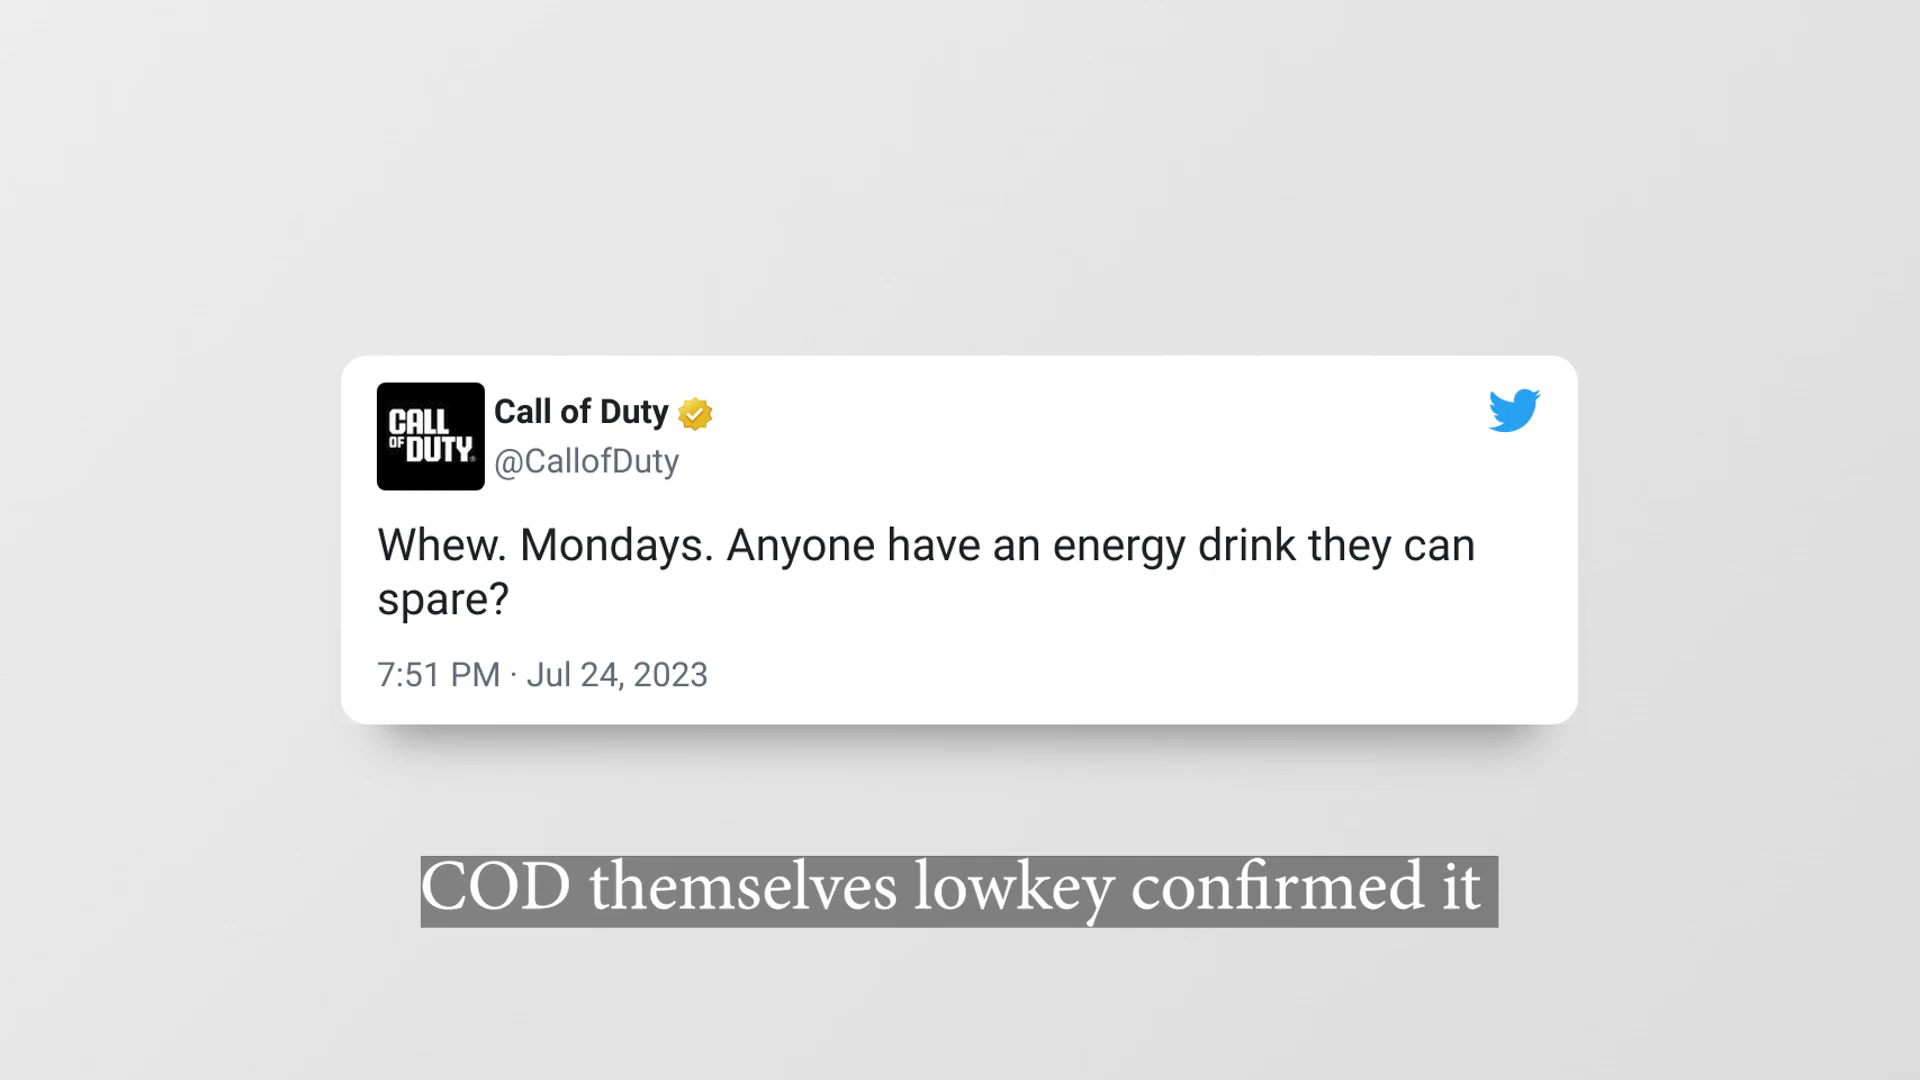 CALL
OF DUTY
Call of Duty
@CallofDuty
Whew. Mondays. Anyone have an energy drink they can
spare?
7:51 PM · Jul 24, 2023
COD themselves lowkey confirmed it